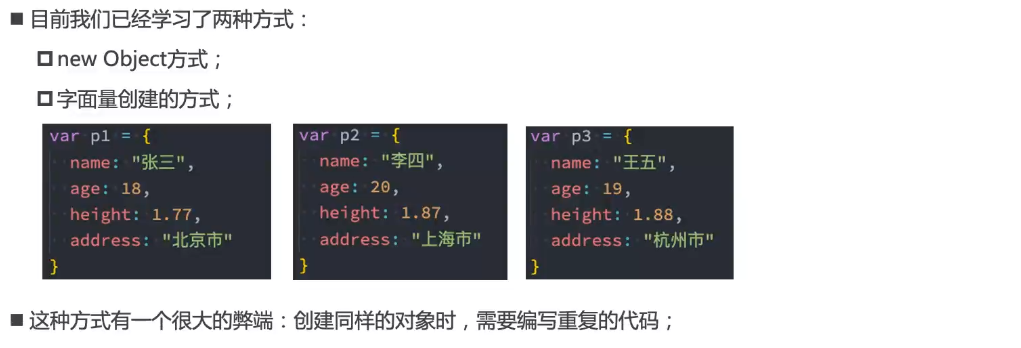 目前我们已经学习了两种方式：
new Object方式；
字面量创建的方式；
var p1 = {
name: "张三",
age: 18,
height: 1.77,
address: "北京市"
}
var p2 = {
name: "李四",
age: 20,
height: 1.87,
address: "上海市"
}
var p3 = {
name: "王五",
age: 19,
height: 1.88,
address: "杭州市"
}
这种方式有一个很大的弊端：创建同样的对象时，需要编写重复的代码；